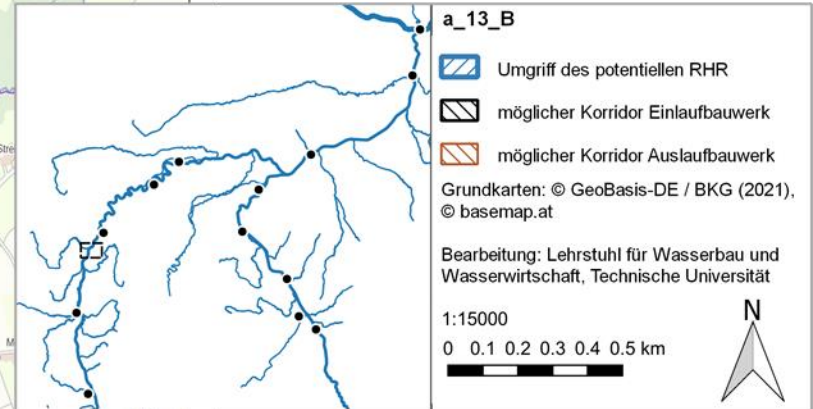 a_13_B
Umgriff des potentiellen RHR
möglicher Korridor Einlaufbauwerk
möglicher Korridor Auslaufbauwerk
Grundkarten: © GeoBasis-DE / BKG (2021),
© basemap.at
Bearbeitung: Lehrstuhl für Wasserbau und
Wasserwirtschaft, Technische Universität
1:15000
N
0 0.1 0.2 0.3 0.4 0.5 km